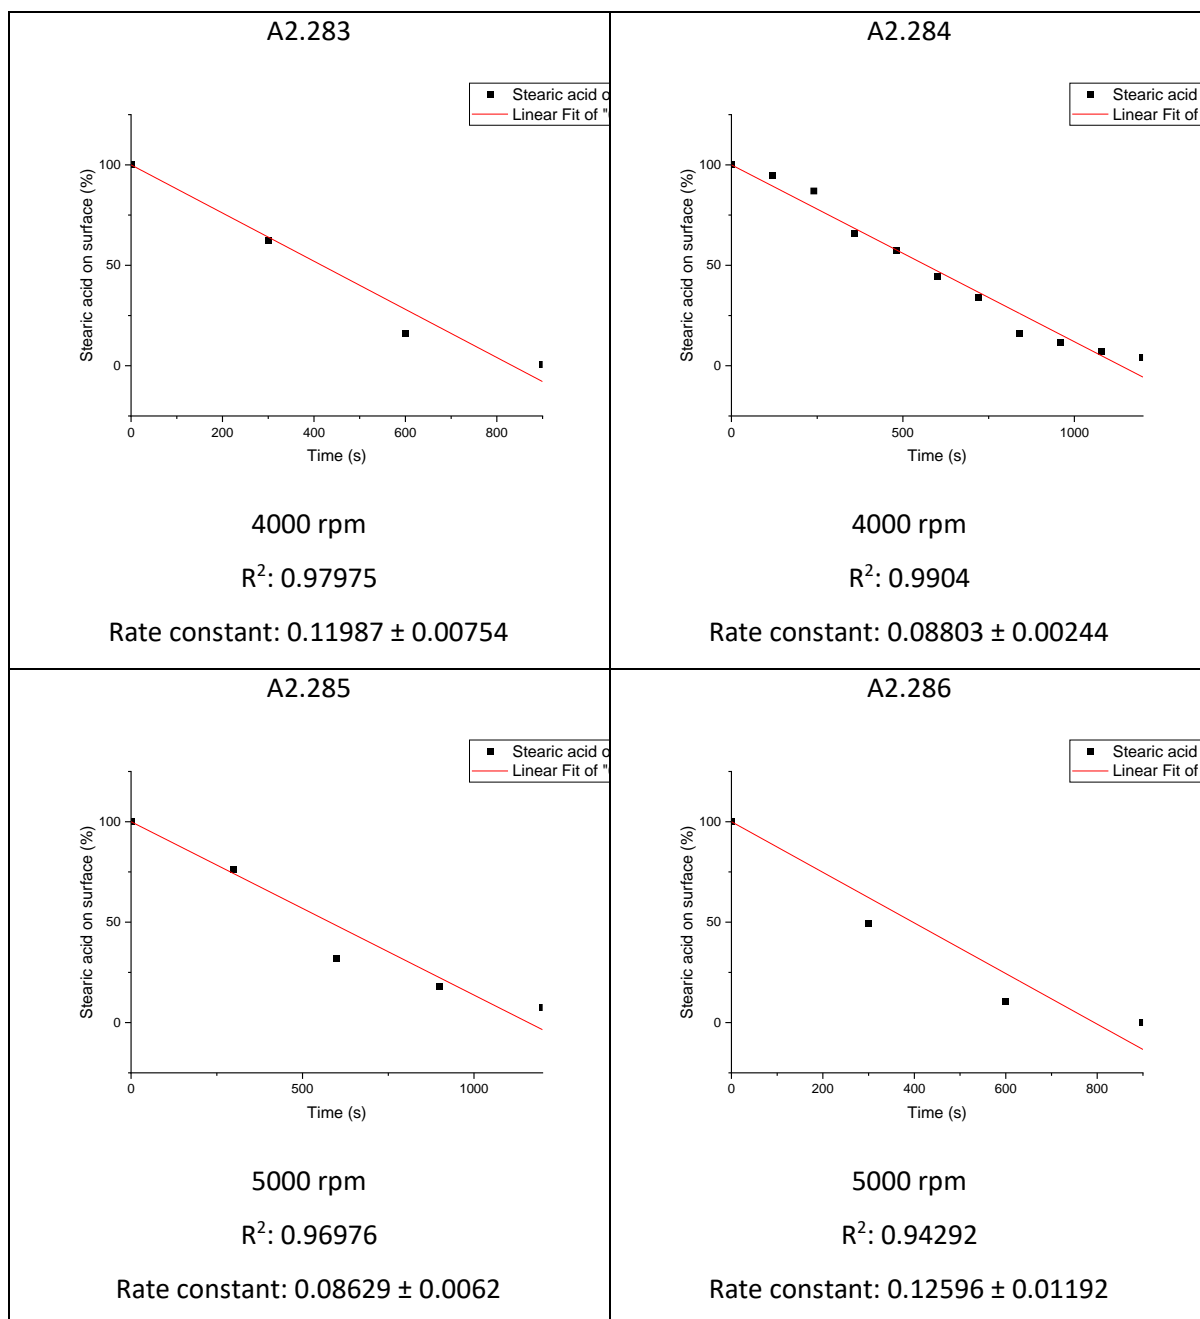 A2.283
Stearic acid o
Linear Fit of "
Stearic acid on surface (%)
100
50
0
0 200 400 600 800
Time (s)
4000 rpm
R2: 0.97975
Rate constant: 0.11987 ± 0.00754
A2.284
Stearic acid
Linear Fit of
Stearic acid on surface (%)
100
50
0
0 500 1000
Time (s)
4000 rpm
R2: 0.9904
Rate constant: 0.08803 ± 0.00244
A2.285
Stearic acid o
Linear Fit of "
Stearic acid on surface (%)
100
50
0
0 500 1000
Time (s)
5000 rpm
R2: 0.96976
Rate constant: 0.08629 ± 0.0062
A2.286
Stearic acid
Linear Fit of
Stearic acid on surface (%)
100
50
0
0 200 400 600 800
Time (s)
5000 rpm
R2: 0.94292
Rate constant: 0.12596 ± 0.01192